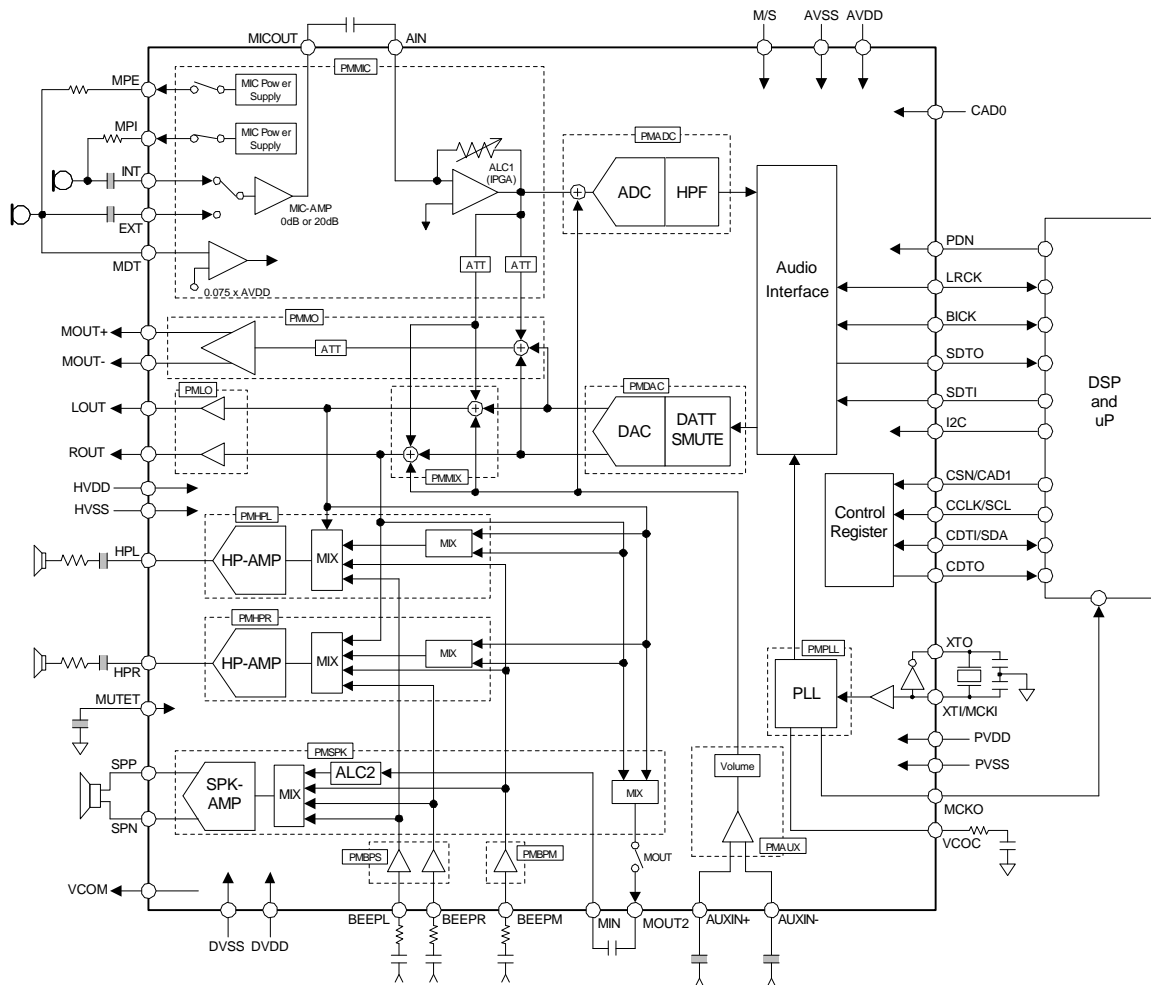 M/S AVSS AVDD
MICOUT AIN
PMMIC
MPE
MIC Power
Supply
CAD0
MPI
MIC Power
Supply
PMADC
INT
ALC1
(IPGA)
ADC
HPF
MIC-AMP
0dB or 20dB
EXT
MDT
ATT
ATT
0.075 x AVDD
Audio
Interface
PDN
LRCK
BICK
SDTO
SDTI
I2C
DSP
and
uP
PMMO
MOUT+
MOUT-
ATT
PMLO
LOUT
ROUT
PMDAC
DAC
DATT
SMUTE
PMMIX
HVDD
HVSS
CSN/CAD1
CCLK/SCL
CDTI/SDA
CDTO
Control
Register
PMHPL
HPL
HP-AMP
MIX
MIX
PMHPR
HPR
HP-AMP
MIX
MIX
MUTET
XTO
PMPLL
PLL
XTI/MCKI
PVDD
PVSS
MCKO
VCOC
PMSPK
SPP
SPN
SPK-
AMP
MIX
ALC2
MIX
Volume
PMAUX
MOUT
PMBPS
PMBPM
VCOM
BEEPL BEEPR BEEPM MIN MOUT2 AUXIN+ AUXIN-
DVSS DVDD